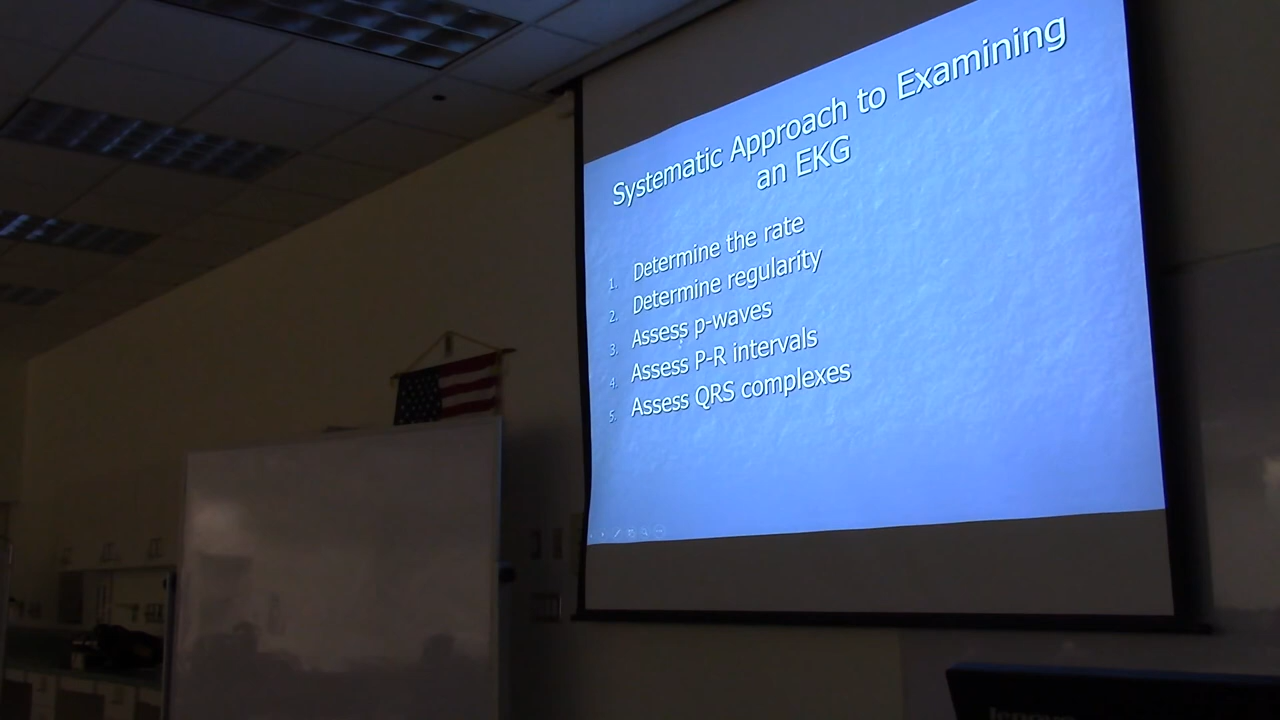 Systematic Approach to Examining
an EKG
1. Determine the rate
2. Determine regularity
3. Assess p-waves
4. Assess P-R intervals
5. Assess QRS complexes
lenovo